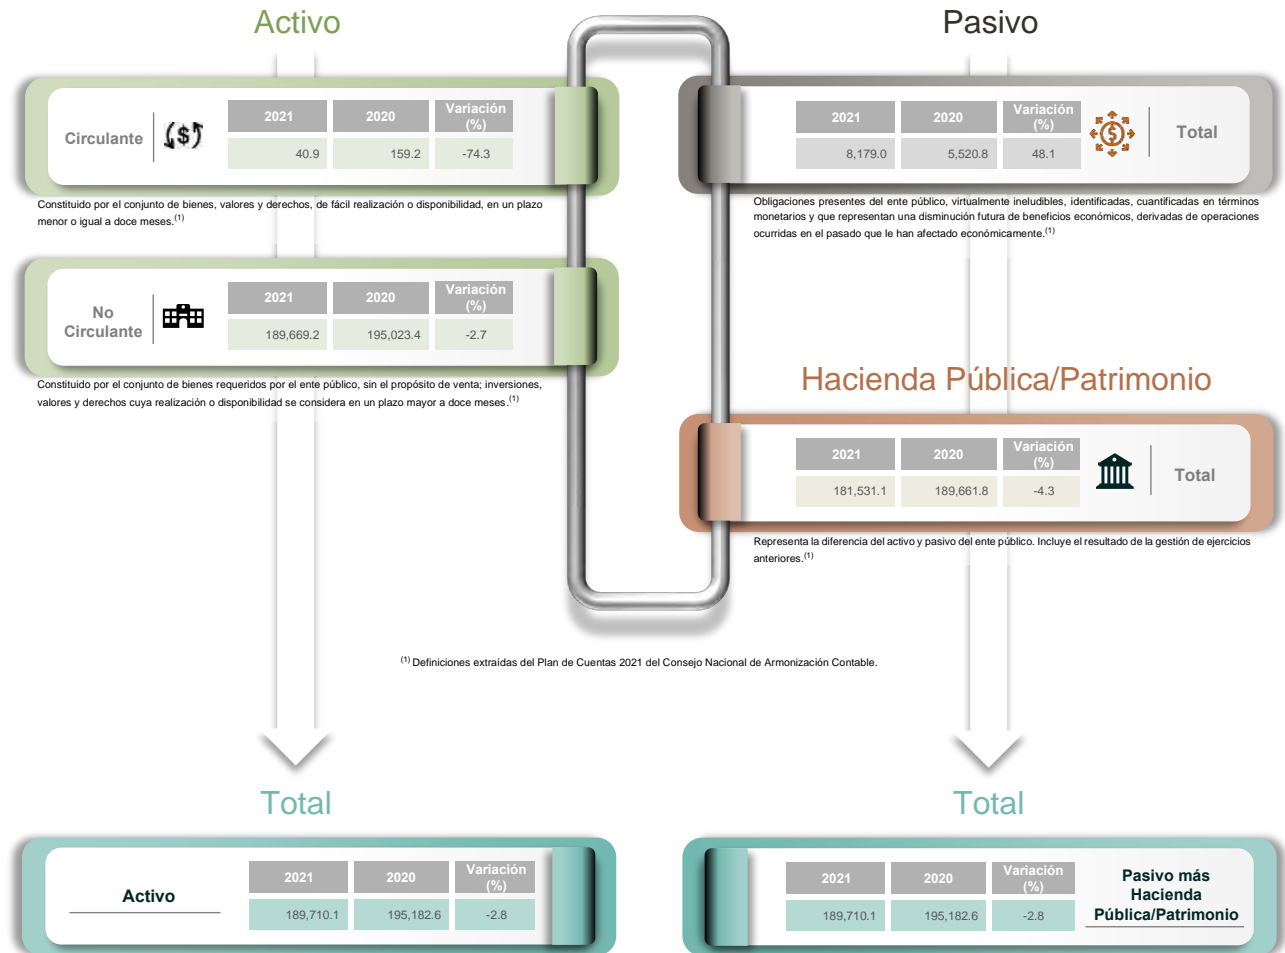 Activo
Circulante
2021 2020 Variación (%)
40.9 159.2 -74.3
Constituido por el conjunto de bienes, valores y derechos, de fácil realización o disponibilidad, en un plazo
menor o igual a doce meses.(1)
No
Circulante
2021 2020 Variación (%)
189,669.2 195,023.4 -2.7
Constituido por el conjunto de bienes requeridos por el ente público, sin el propósito de venta; inversiones,
valores y derechos cuya realización o disponibilidad se considera en un plazo mayor a doce meses.(1)
Pasivo
2021 2020 Variación (%)
8,179.0 5,520.8 48.1
Total
Obligaciones presentes del ente público, virtualmente ineludibles, identificadas, cuantificadas en términos
monetarios y que representan una disminución futura de beneficios económicos, derivadas de operaciones
ocurridas en el pasado que le han afectado económicamente.(1)
Hacienda Pública/Patrimonio
2021 2020 Variación (%)
181,531.1 189,661.8 -4.3
Total
Representa la diferencia del activo y pasivo del ente público. Incluye el resultado de la gestión de ejercicios
anteriores.(1)
(1) Definiciones extraídas del Plan de Cuentas 2021 del Consejo Nacional de Armonización Contable.
Total
Activo
2021 2020 Variación (%)
189,710.1 195,182.6 -2.8
Total
2021 2020 Variación (%)
189,710.1 195,182.6 -2.8
Pasivo más
Hacienda
Pública/Patrimonio